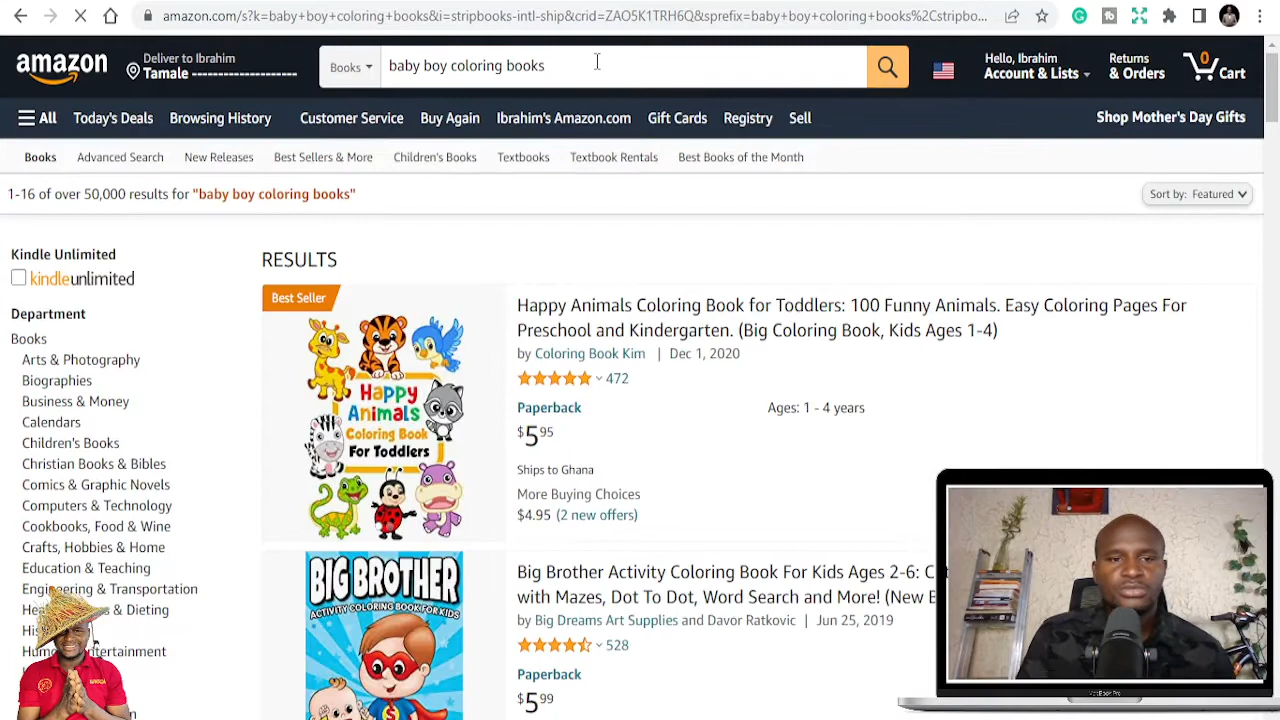 amazon.com/s?k=baby+boy+coloring+books&i=stripbooks-intl-ship&crid=ZAO5K1TRH6Q&sprefix=baby+boy+coloring+books%2Cstripbo...
amazon
Deliver to Ibrahim
Tamale
Books
baby boy coloring books
Hello, Ibrahim
Account & Lists
Returns
& Orders
0
Cart
All
Today's Deals
Browsing History
Customer Service
Buy Again
Ibrahim's Amazon.com
Gift Cards
Registry
Sell
Shop Mother's Day Gifts
Books
Advanced Search
New Releases
Best Sellers & More
Children's Books
Textbooks
Textbook Rentals
Best Books of the Month
1-16 of over 50,000 results for "baby boy coloring books"
Sort by: Featured
Kindle Unlimited
kindleunlimited
Department
Books
Arts & Photography
Biographies
Business & Money
Calendars
Children's Books
Christian Books & Bibles
Comics & Graphic Novels
Computers & Technology
Cookbooks, Food & Wine
Crafts, Hobbies & Home
Education & Teaching
Engineering & Transportation
& Dieting
RESULTS
Best Seller
Happy
Animals
Coloring Book
For Toddlers
Happy Animals Coloring Book for Toddlers: 100 Funny Animals. Easy Coloring Pages For
Preschool and Kindergarten. (Big Coloring Book, Kids Ages 1-4)
by Coloring Book Kim | Dec 1, 2020
472
Paperback
Ages: 1 - 4 years
$5 95
Ships to Ghana
More Buying Choices
$4.95 (2 new offers)
BIG BROTHER
ACTIVITY COLORING BOOK FOR KIDS
Big Brother Activity Coloring Book For Kids Ages 2-6:
with Mazes, Dot To Dot, Word Search and More! (New
by Big Dreams Art Supplies and Davor Ratkovic | Jun 25, 2019
528
Paperback
$5 99
MacBook Pro